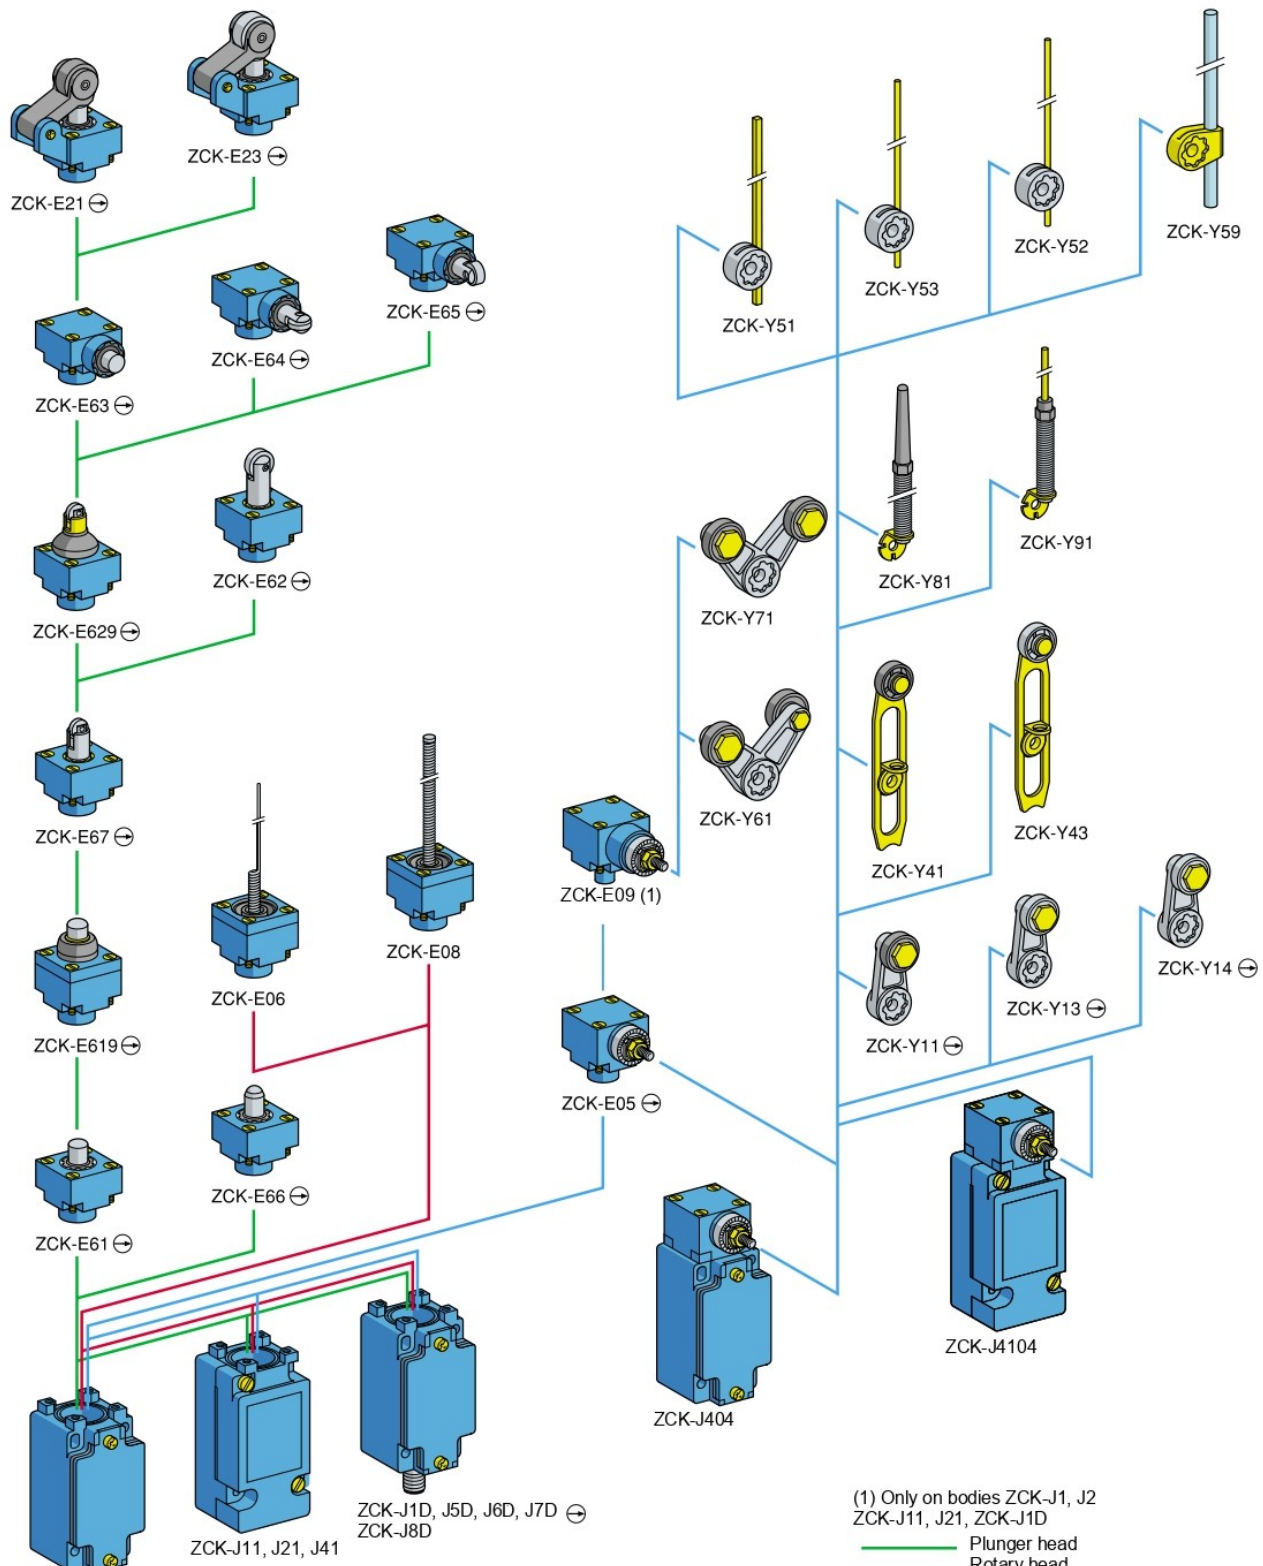 ZCK-E23
ZCK-E21
ZCK-Y59
ZCK-Y52
ZCK-Y53
ZCK-Y51
ZCK-E65
ZCK-E64
ZCK-E63
ZCK-E62
ZCK-E629
ZCK-Y91
ZCK-Y81
ZCK-Y71
ZCK-Y61
ZCK-Y43
ZCK-Y41
ZCK-E67
ZCK-E09 (1)
ZCK-E08
ZCK-E06
ZCK-Y14
ZCK-Y13
ZCK-Y11
ZCK-E619
ZCK-E05
ZCK-E66
ZCK-E61
ZCK-J4104
ZCK-J404
ZCK-J1D, J5D, J6D, J7D
ZCK-J8D
ZCK-J11, J21, J41
(1) Only on bodies ZCK-J1, J2
ZCK-J11, J21, ZCK-J1D
Plunger head
Rotary head